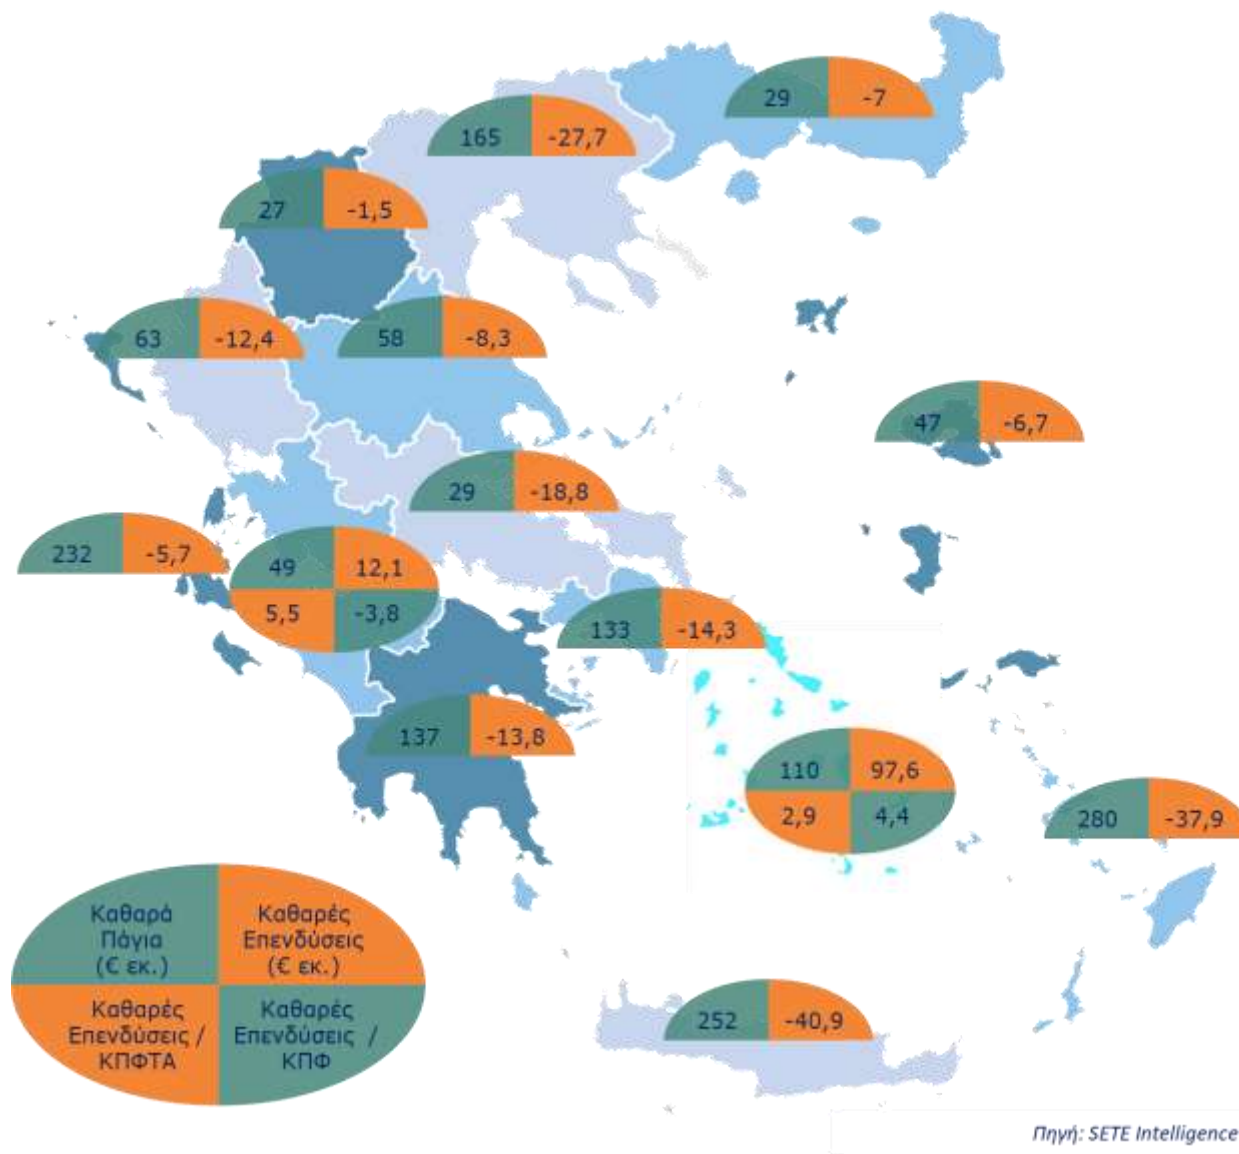 29 -7
165 -27,7
27 -1,5
63 -12,4
58 -8,3
47 -6,7
29 -18,8
232 -5,7
49 12,1
5,5 -3,8
133 -14,3
137 -13,8
110 97,6
2,9 4,4
280 -37,9
Καθαρά
Πάγια
(€ εκ.)
Καθαρές
Επενδύσεις
(€ εκ.)
Καθαρές
Επενδύσεις /
ΚΠΦΤΑ
Καθαρές
Επενδύσεις /
ΚΠΦ
252 -40,9
Πηγή: SETE Intelligence